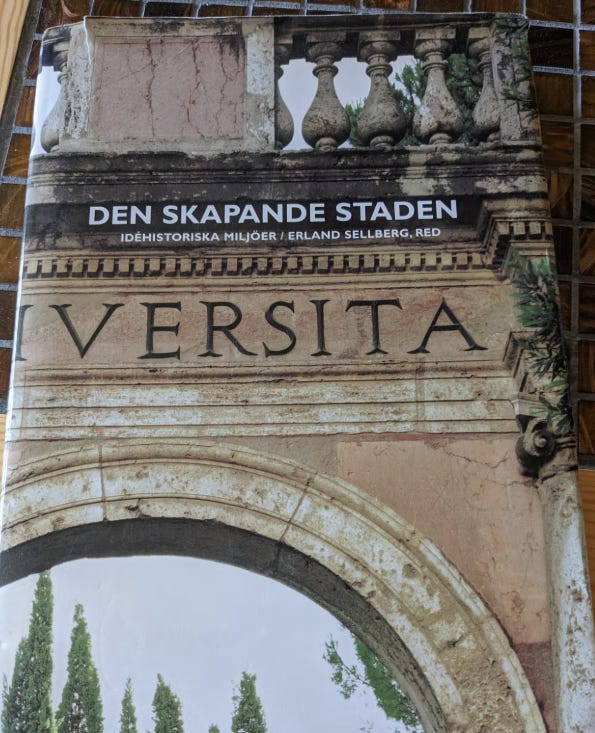 DEN SKAPANDE STADEN
IDÉHISTORISKA MILJÖER / ERLAND SELLBERG, RED
IVERSITA